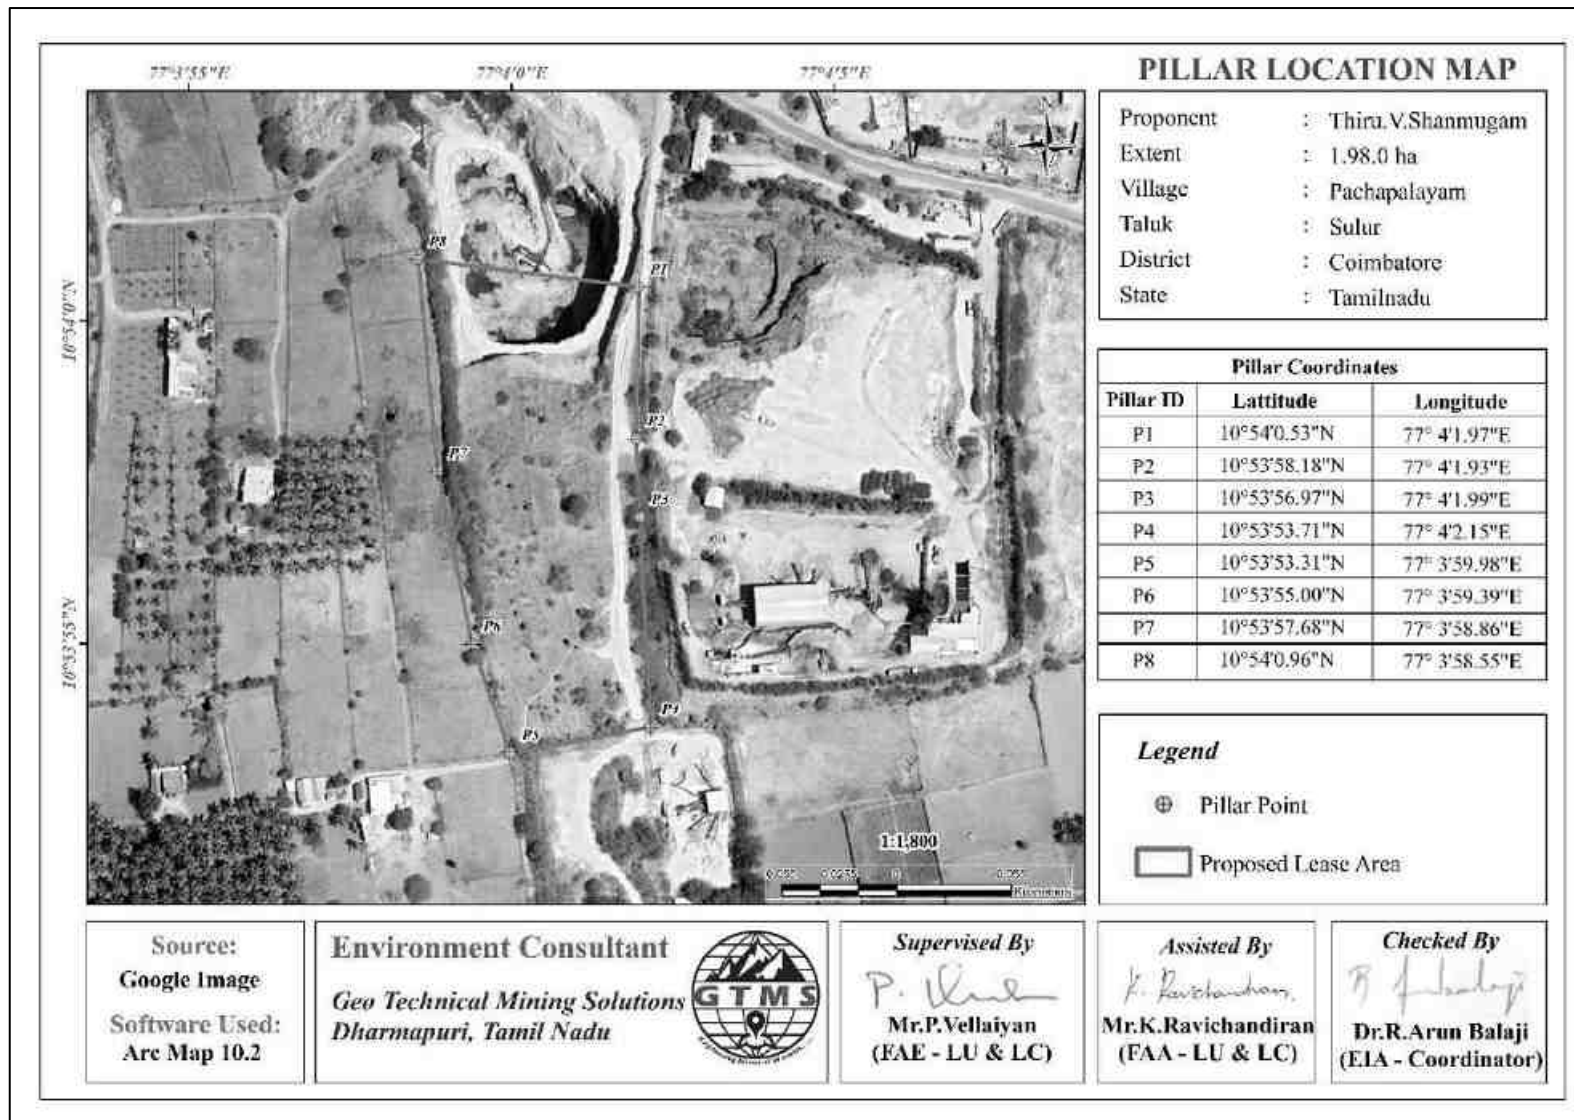 PILLAR LOCATION MAP
77°3'55"E
77°4'0"E
77°4'5"E
10°54'0"N
10°53'55"N
P8
P1
P2
P7
P3
P6
P4
P5
1:1,800
Proponent : Thiru.V.Shanmugam
Extent : 1.98.0 ha
Village : Pachapalayam
Taluk : Sulur
District : Coimbatore
State : Tamilnadu
Pillar Coordinates
Pillar ID Lattitude Longitude
P1 10°54'0.53"N 77° 4'1.97"E
P2 10°53'58.18"N 77° 4'1.93"E
P3 10°53'56.97"N 77° 4'1.99"E
P4 10°53'53.71"N 77° 4'2.15"E
P5 10°53'53.31"N 77° 3'59.98"E
P6 10°53'55.00"N 77° 3'59.39"E
P7 10°53'57.68"N 77° 3'58.86"E
P8 10°54'0.96"N 77° 3'58.55"E
Legend
Pillar Point
Proposed Lease Area
Source:
Google Image
Software Used:
Arc Map 10.2
Environment Consultant
Geo Technical Mining Solutions
Dharmapuri, Tamil Nadu
GTMS
Supervised By
Mr.P.Vellaiyan
(FAE - LU & LC)
Assisted By
K. Ravichandiran
Mr.K.Ravichandiran
(FAA - LU & LC)
Checked By
Dr.R.Arun Balaji
(EIA - Coordinator)